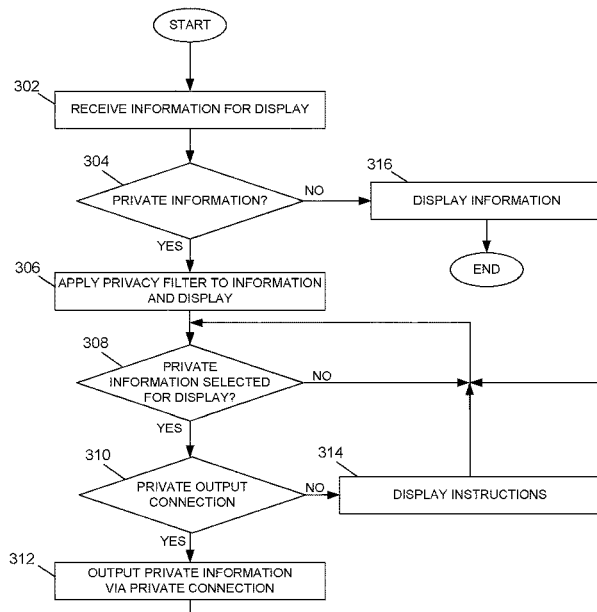 START
302
RECEIVE INFORMATION FOR DISPLAY
304
PRIVATE INFORMATION?
NO
316
DISPLAY INFORMATION
YES
END
306
APPLY PRIVACY FILTER TO INFORMATION
AND DISPLAY
308
PRIVATE
INFORMATION SELECTED
FOR DISPLAY?
NO
YES
310
PRIVATE OUTPUT
CONNECTION
NO
314
DISPLAY INSTRUCTIONS
YES
312
OUTPUT PRIVATE INFORMATION
VIA PRIVATE CONNECTION